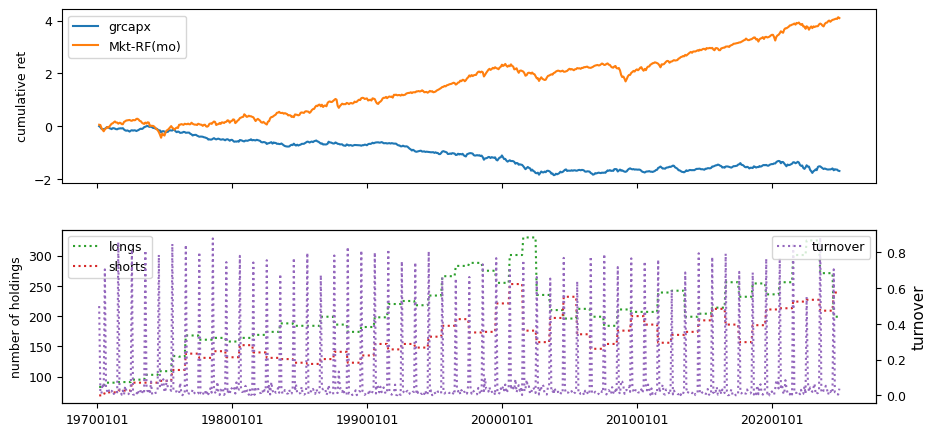 grcapx
Mkt-RF(mo)
cumulative ret
4
2
0
−2
longs
shorts
turnover
number of holdings
300
250
200
150
100
turnover
0.8
0.6
0.4
0.2
0.0
19700101 19800101 19900101 20000101 20100101 20200101